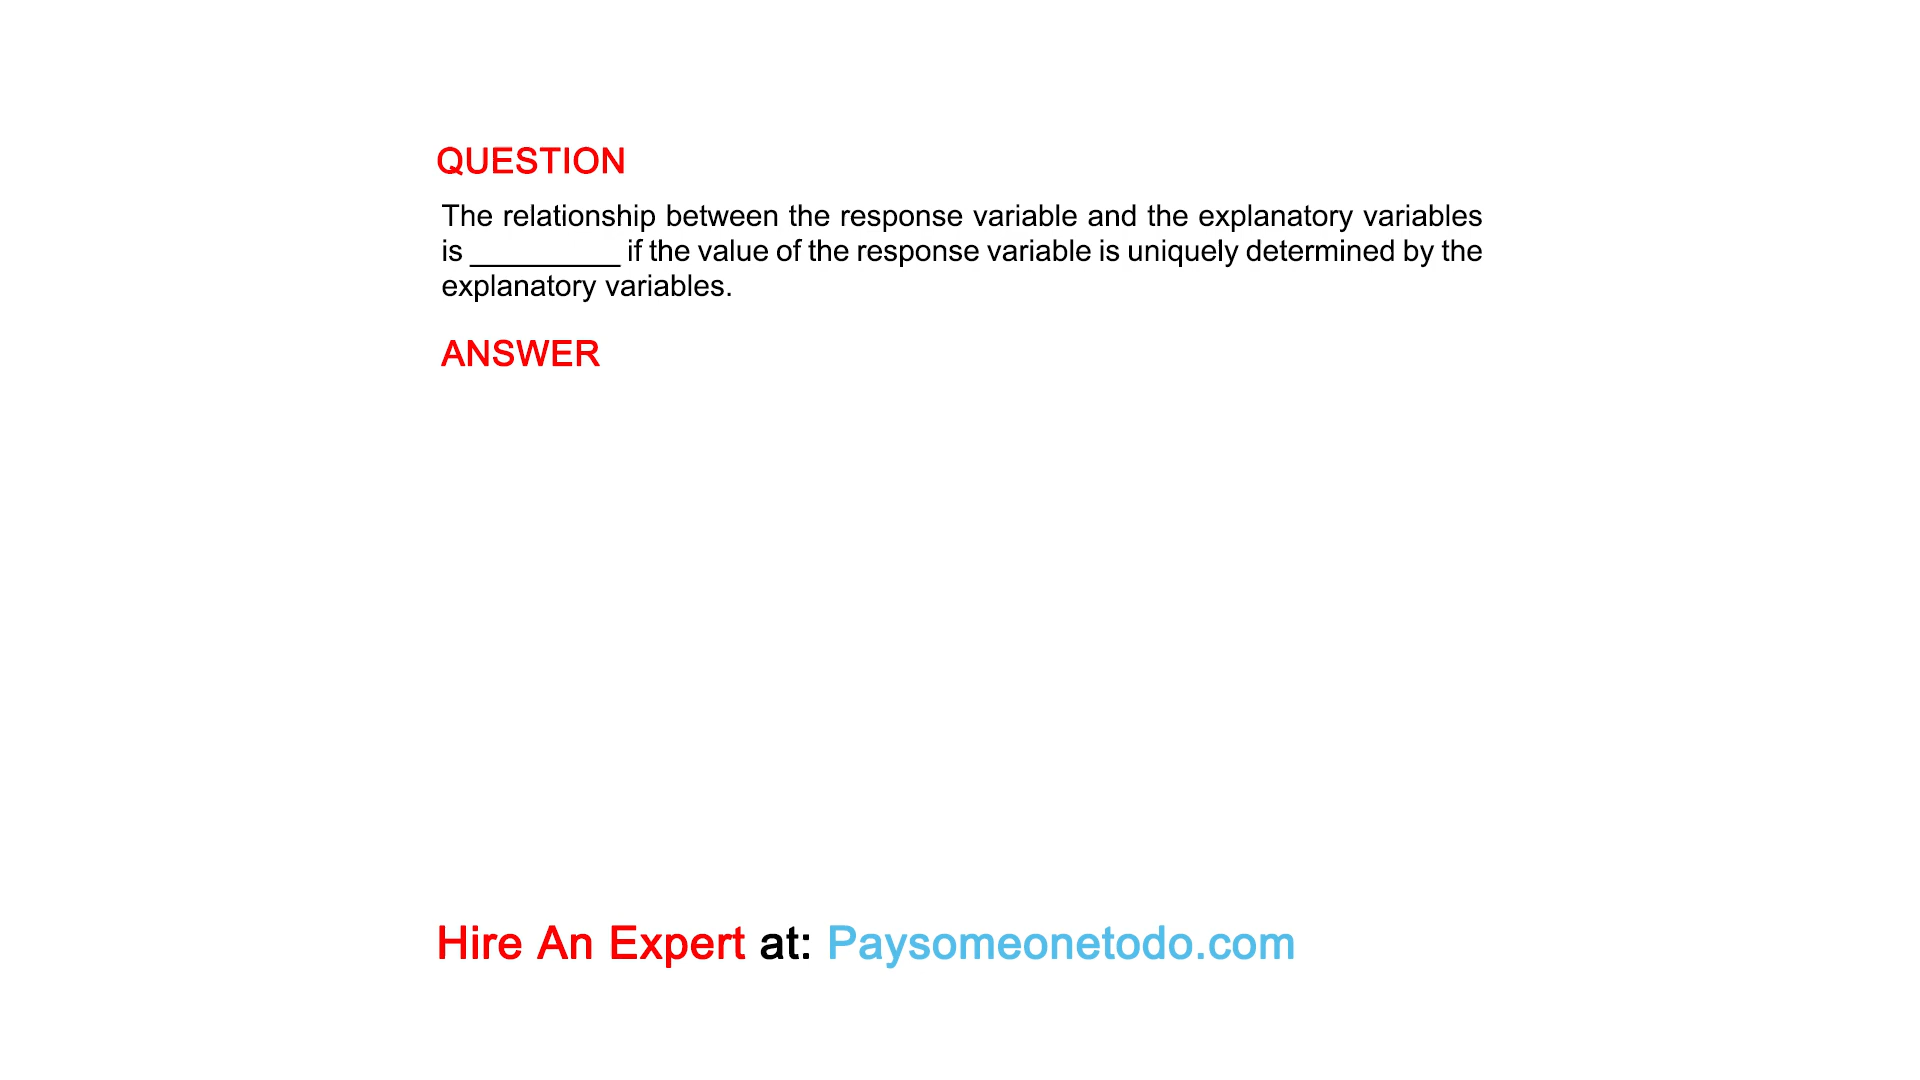 QUESTION
The relationship between the response variable and the explanatory variables
is _________ if the value of the response variable is uniquely determined by the
explanatory variables.
ANSWER
Hire An Expert at: Paysomeonetodo.com